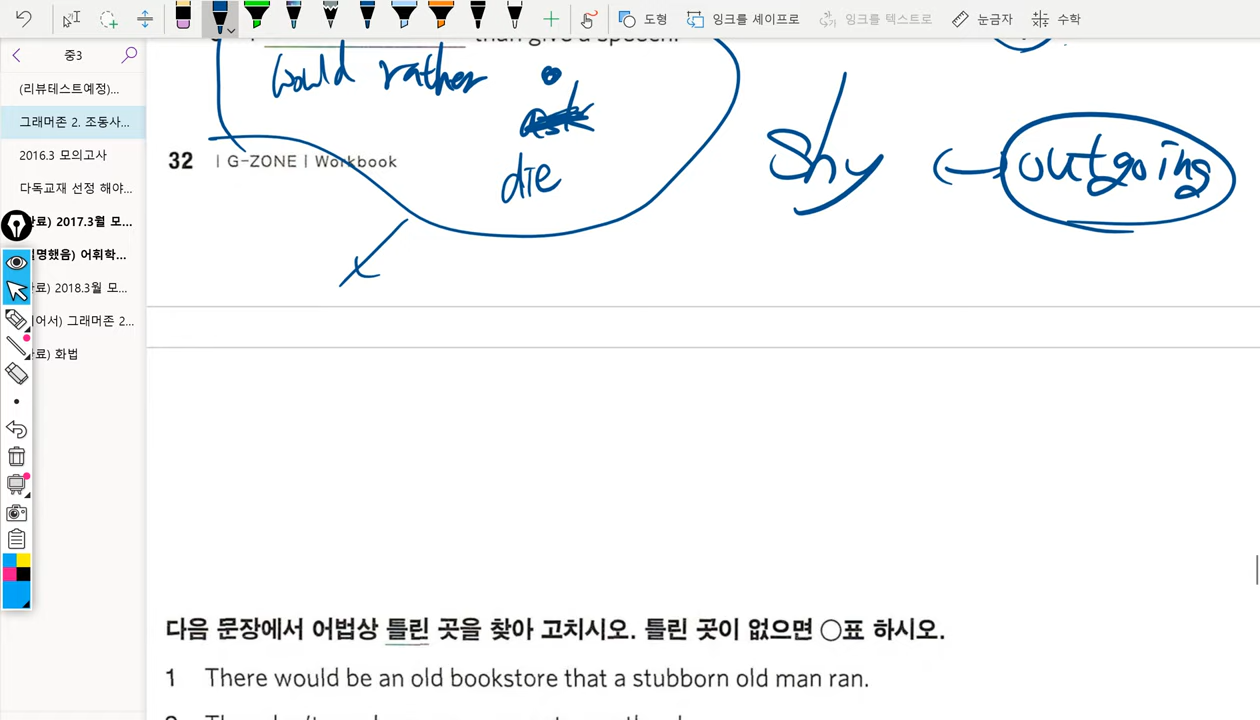 도형 잉크를 셰이프로 잉크를 텍스트로 눈금자 수학
중3
(리뷰테스트예정)...
그래머존 2. 조동사...
2016.3 모의고사
다독교재 선정 해야...
료) 2017.3월 모...
명했음) 어휘학...
료) 2018.3월 모...
어서) 그래머존 2...
료) 화법
than give a speech.
would rather
die
shy
outgoing
32 | G-ZONE | Workbook
다음 문장에서 어법상 틀린 곳을 찾아 고치시오. 틀린 곳이 없으면 ○표 하시오.
1 There would be an old bookstore that a stubborn old man ran.